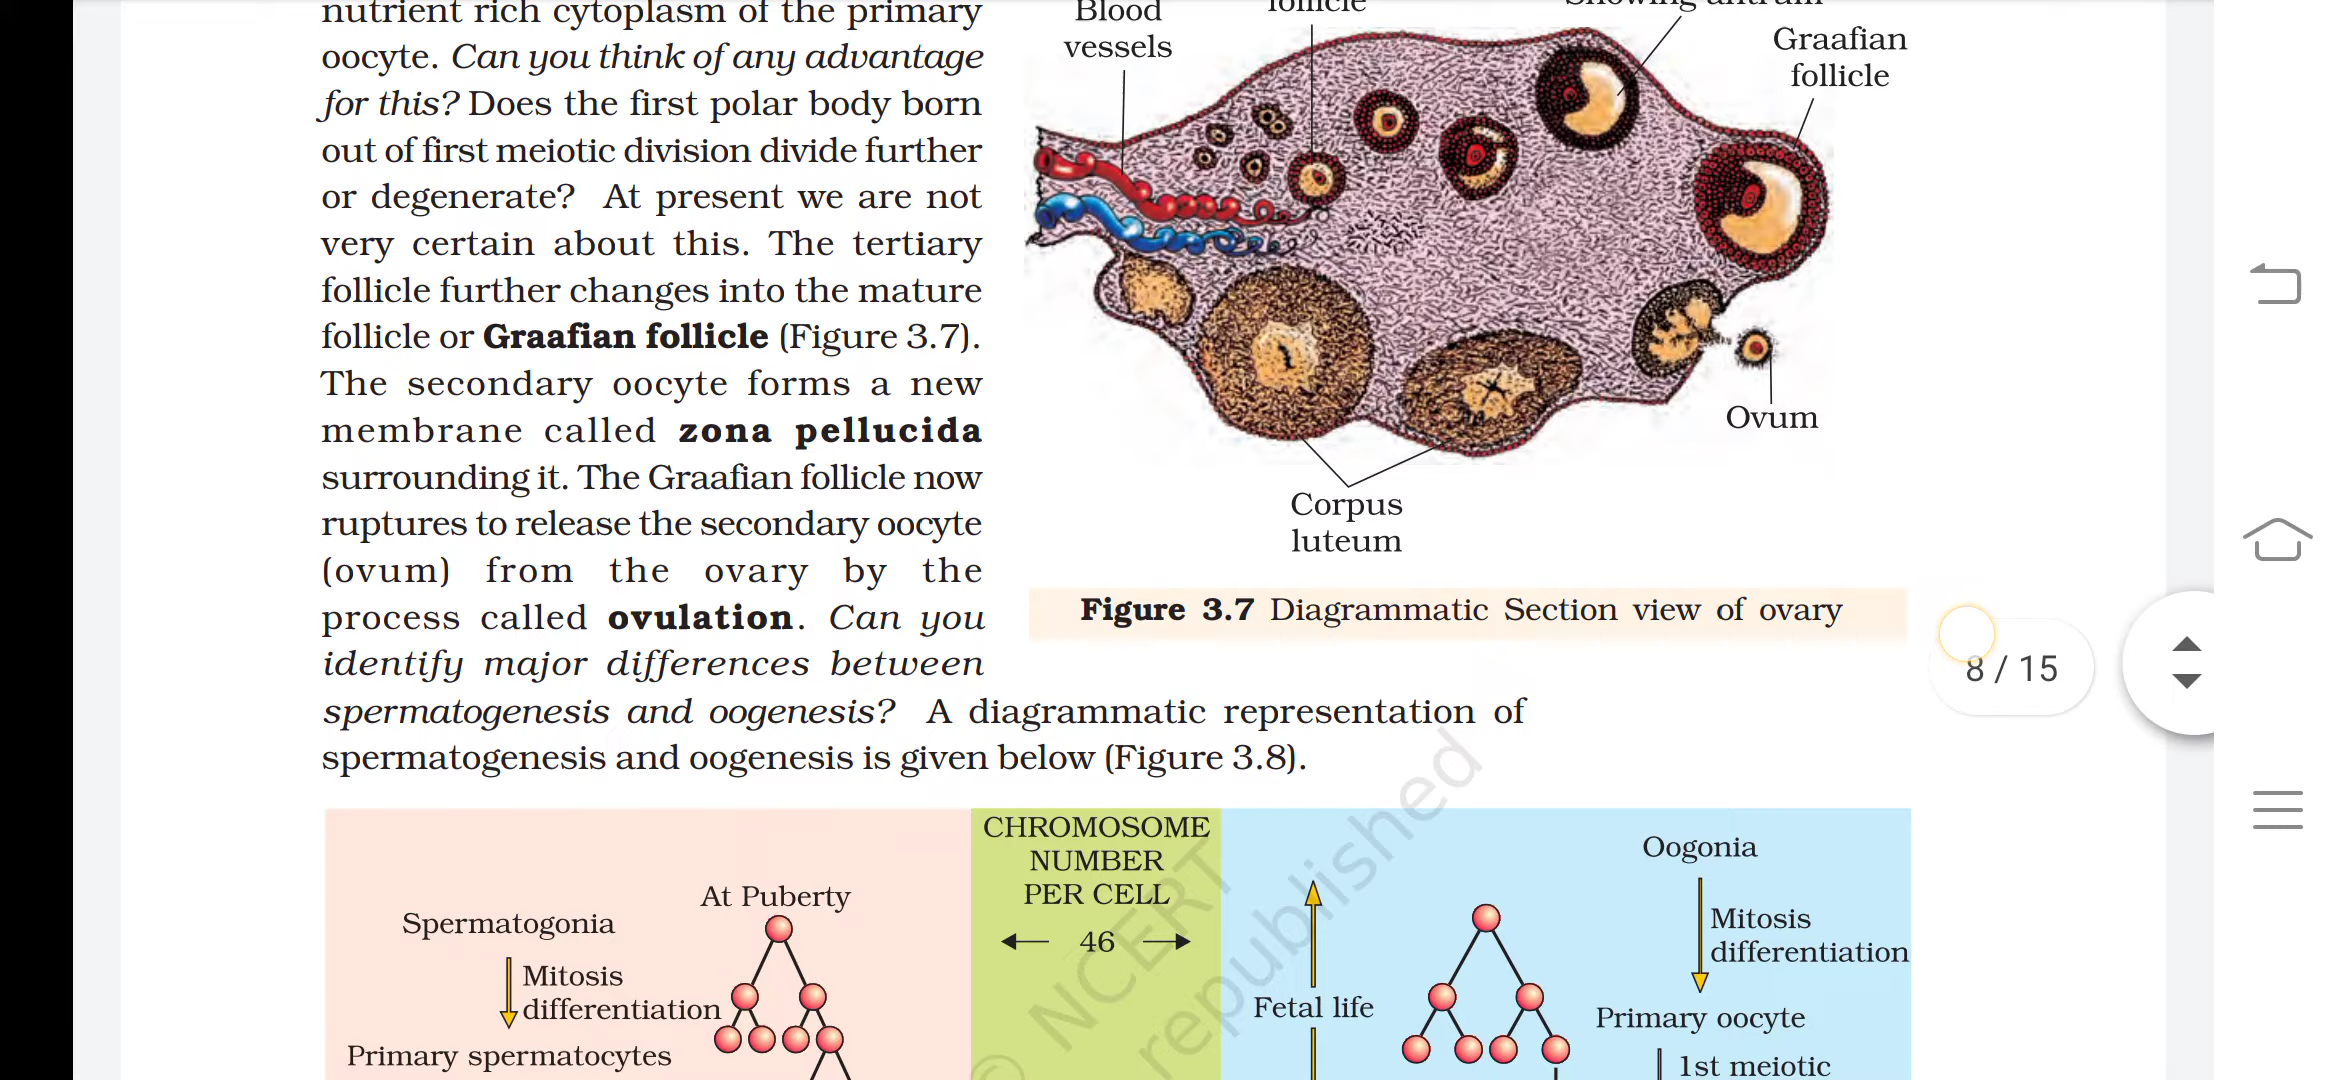 nutrient rich cytoplasm of the primary
oocyte. Can you think of any advantage
for this? Does the first polar body born
out of first meiotic division divide further
or degenerate? At present we are not
very certain about this. The tertiary
follicle further changes into the mature
follicle or Graafian follicle (Figure 3.7).
The secondary oocyte forms a new
membrane called zona pellucida
surrounding it. The Graafian follicle now
ruptures to release the secondary oocyte
(ovum) from the ovary by the
process called ovulation. Can you
identify major differences between
spermatogenesis and oogenesis? A diagrammatic representation of
spermatogenesis and oogenesis is given below (Figure 3.8).
Blood
vessels
follicle
Showing antrum
Graafian
follicle
Ovum
Corpus
luteum
Figure 3.7 Diagrammatic Section view of ovary
8 / 15
At Puberty
Spermatogonia
Mitosis
differentiation
Primary spermatocytes
CHROMOSOME
NUMBER
PER CELL
46
Fetal life
Oogonia
Mitosis
differentiation
Primary oocyte
1st meiotic
© NCERT
republished